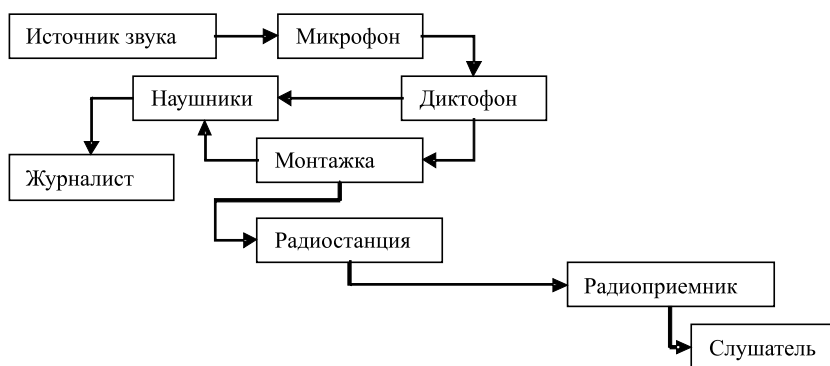 Источник звука
Микрофон
Наушники
Диктофон
Журналист
Монтажка
Радиостанция
Радиоприемник
Слушатель